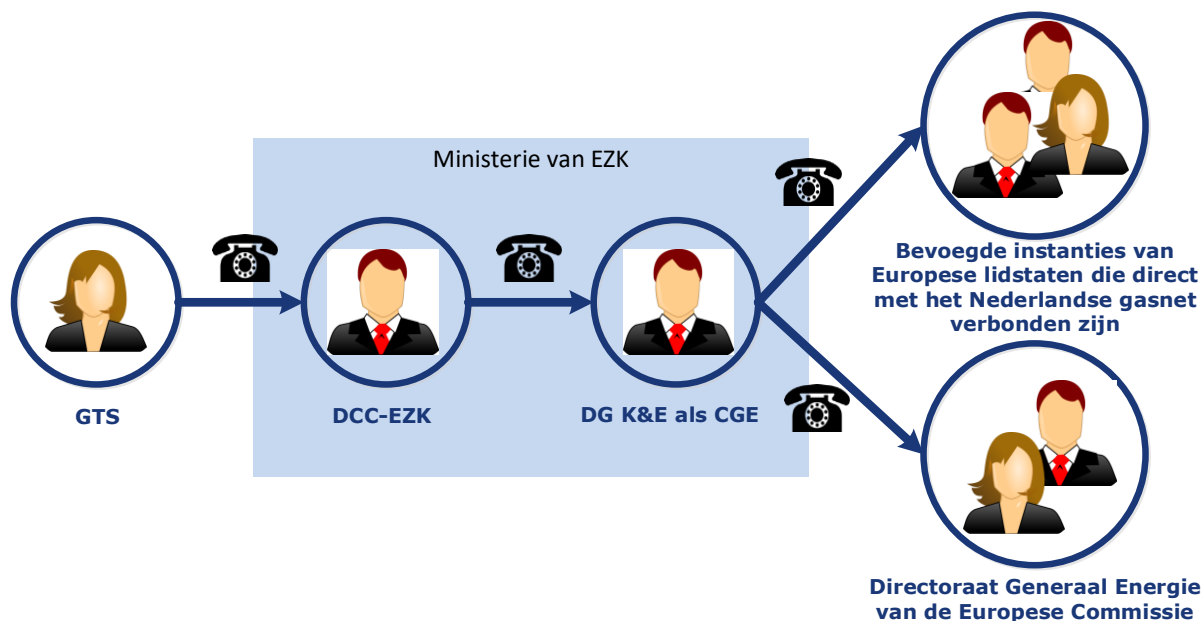 Ministerie van EZK
GTS
DCC-EZK
DG K&E als CGE
Bevoegde instanties van
Europese lidstaten die direct
met het Nederlandse gasnet
verbonden zijn
Directoraat Generaal Energie
van de Europese Commissie